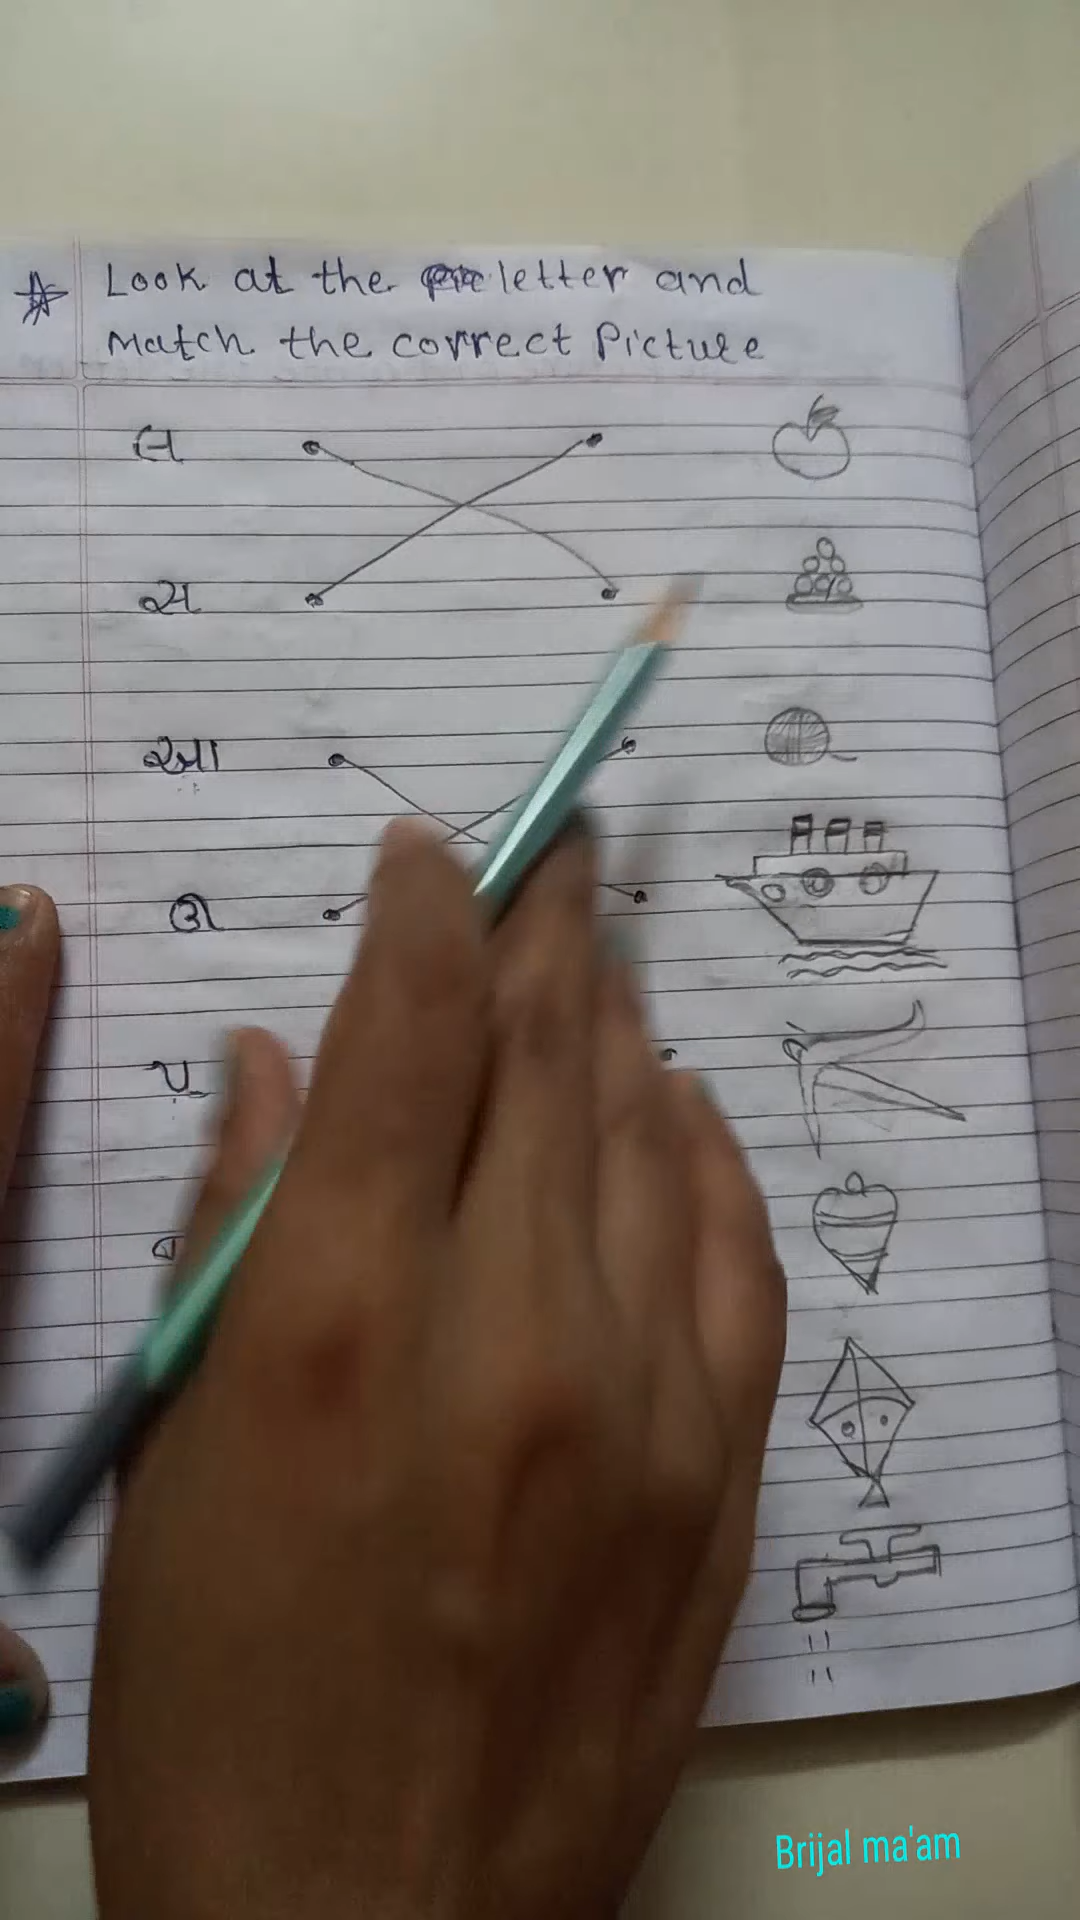 Look at the letter and
Match the correct Picture
લ
સ
આ
ઊ
પ
Brijal ma'am